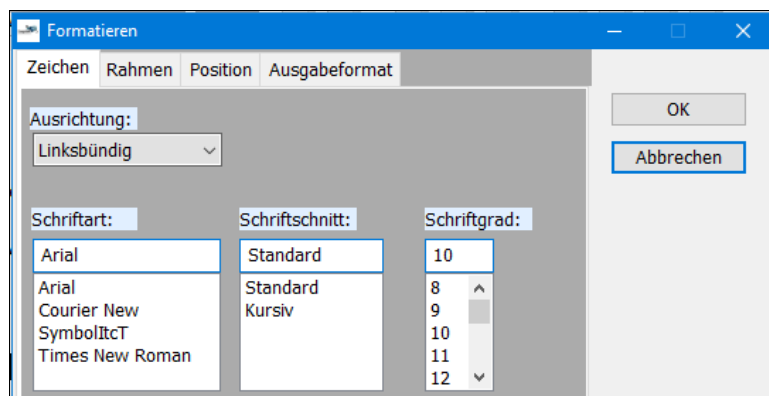 Formatieren
Zeichen Rahmen Position Ausgabeformat
OK
Abbrechen
Ausrichtung:
Linksbündig
Schriftart:
Arial
Arial
Courier New
SymbolItcT
Times New Roman
Schriftschnitt:
Standard
Standard
Kursiv
Schriftgrad:
10
8
9
10
11
12